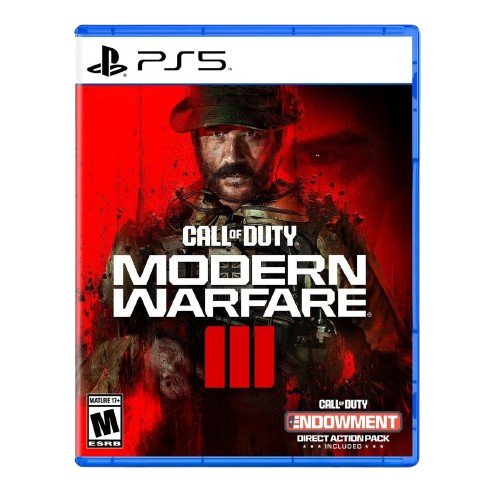 PS5
CALL OF DUTY
MODERN
WARFARE
III
MATURE 17+
M
ESRB
CALL OF DUTY
ENDOWMENT
DIRECT ACTION PACK
INCLUDED